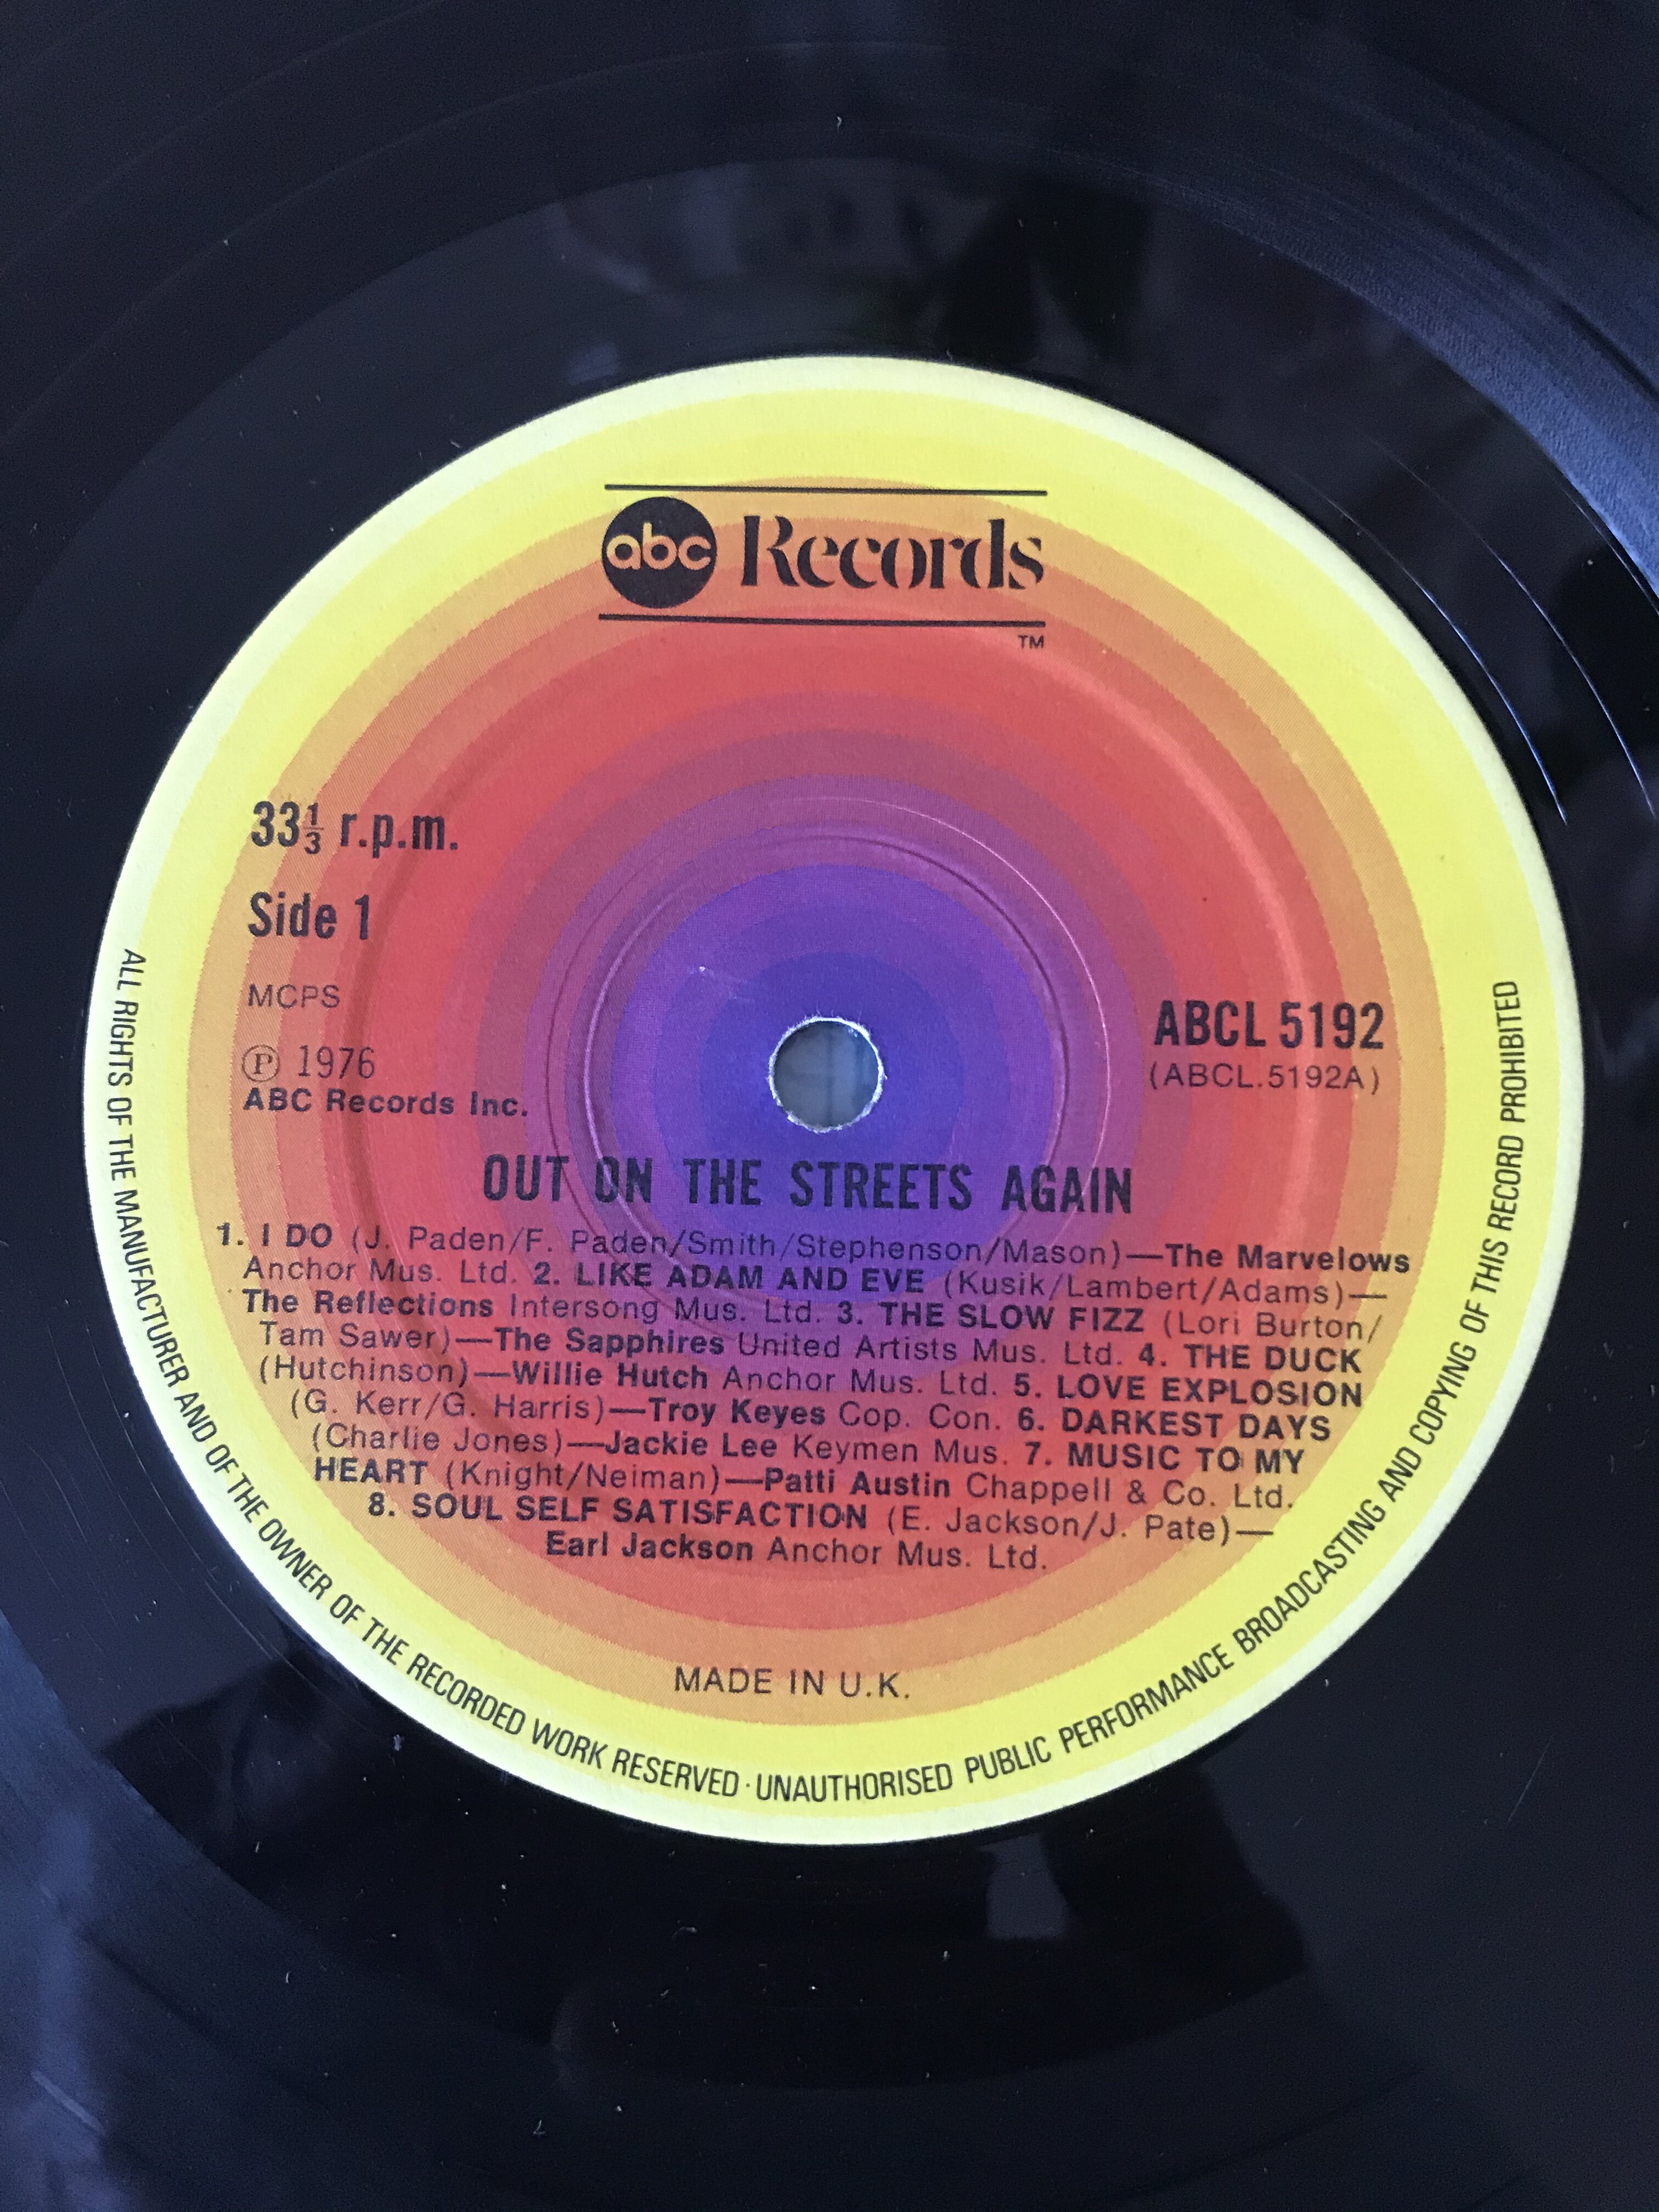 abc Records
TM
33⅓ r.p.m.
Side 1
MCPS
Ⓟ 1976
ABC Records Inc.
ABCL 5192
(ABCL.5192A)
OUT ON THE STREETS AGAIN
1. I DO (J. Paden/F. Paden/Smith/Stephenson/Mason)—The Marvelows
Anchor Mus. Ltd. 2. LIKE ADAM AND EVE (Kusik/Lambert/Adams)—
The Reflections Intersong Mus. Ltd. 3. THE SLOW FIZZ (Lori Burton/
Tam Sawer)—The Sapphires United Artists Mus. Ltd. 4. THE DUCK
(Hutchinson)—Willie Hutch Anchor Mus. Ltd. 5. LOVE EXPLOSION
(G. Kerr/G. Harris)—Troy Keyes Cop. Con. 6. DARKEST DAYS
(Charlie Jones)—Jackie Lee Keymen Mus. 7. MUSIC TO MY
HEART (Knight/Neiman)—Patti Austin Chappell & Co. Ltd.
8. SOUL SELF SATISFACTION (E. Jackson/J. Pate)—
Earl Jackson Anchor Mus. Ltd.
MADE IN U.K.
ALL RIGHTS OF THE MANUFACTURER AND OF THE OWNER OF THE RECORDED WORK RESERVED · UNAUTHORISED PUBLIC PERFORMANCE BROADCASTING AND COPYING OF THIS RECORD PROHIBITED